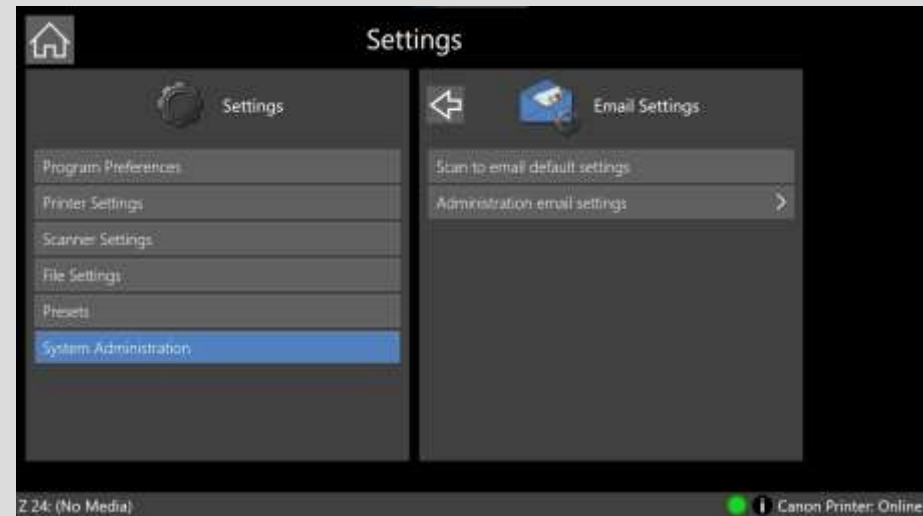 Settings
Settings
Program Preferences
Printer Settings
Scanner Settings
File Settings
Presets
System Administration
Email Settings
Scan to email default settings
Administration email settings
Z 24: (No Media)
Canon Printer: Online